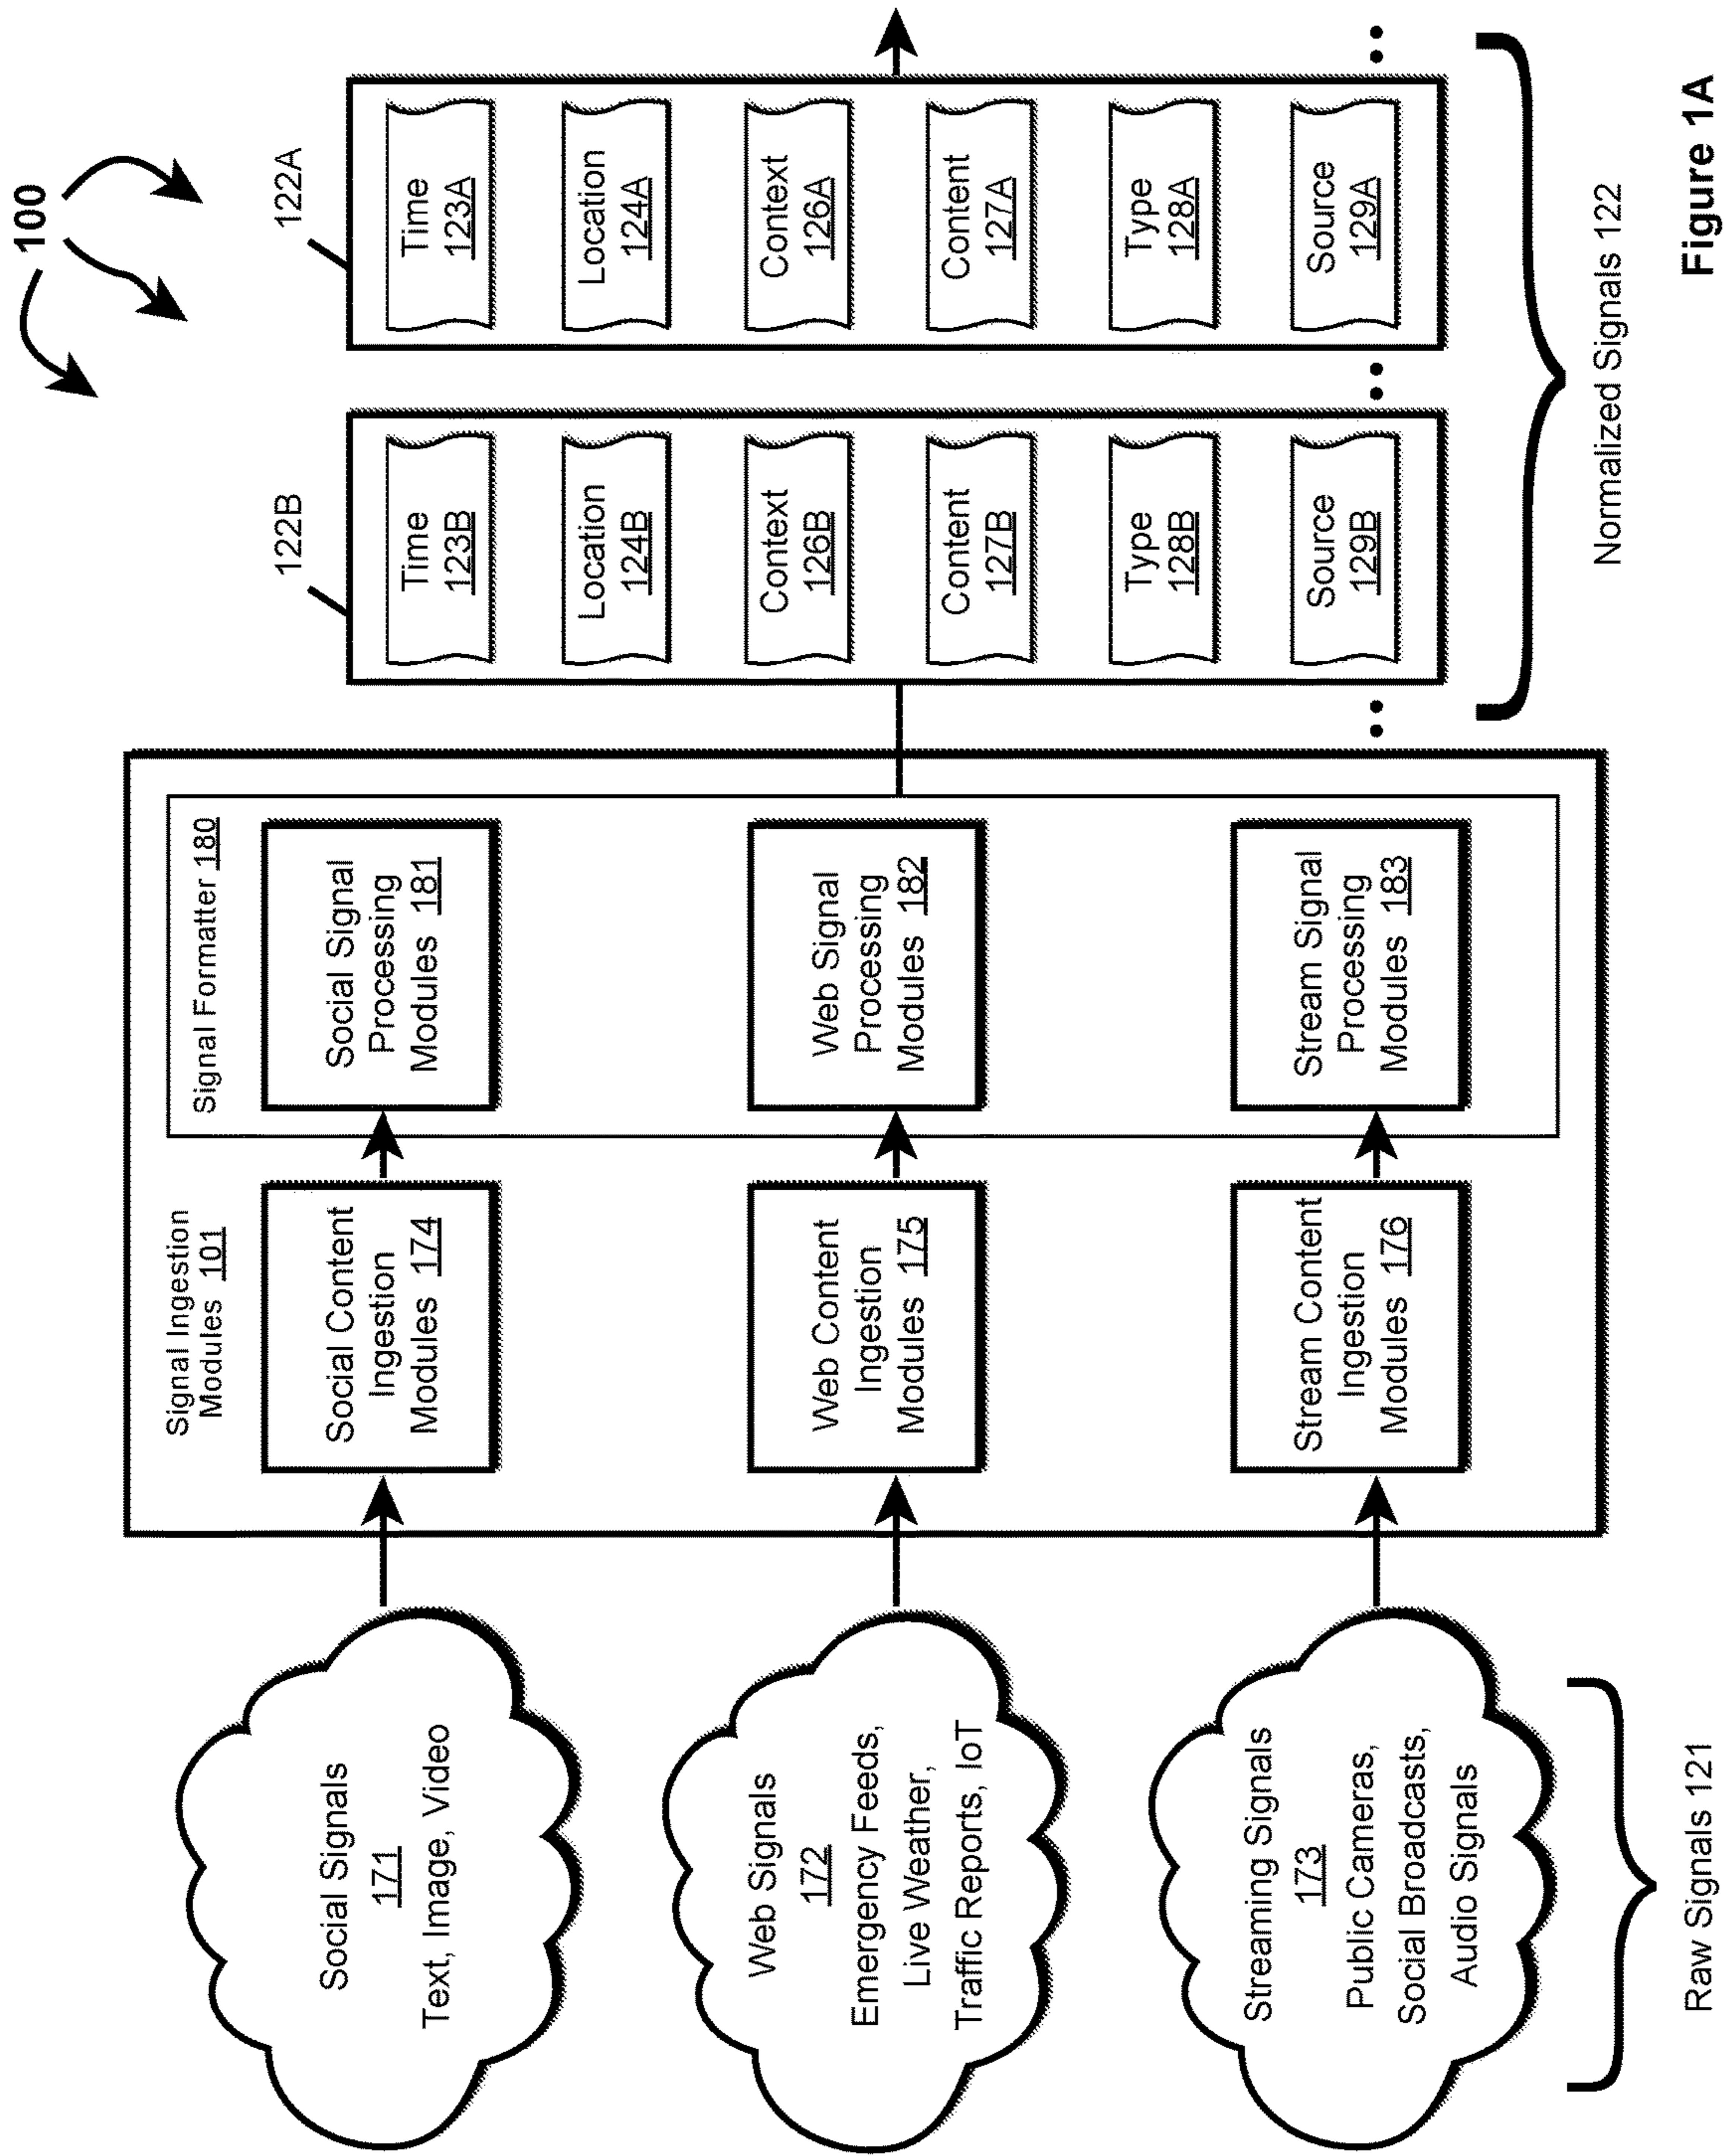 100
Signal Ingestion
Modules 101
Signal Formatter 180
122B
122A
Social Signals
171
Text, Image, Video
Social Content
Ingestion
Modules 174
Social Signal
Processing
Modules 181
Web Signals
172
Emergency Feeds,
Live Weather,
Traffic Reports, IoT
Web Content
Ingestion
Modules 175
Web Signal
Processing
Modules 182
Streaming Signals
173
Public Cameras,
Social Broadcasts,
Audio Signals
Stream Content
Ingestion
Modules 176
Stream Signal
Processing
Modules 183
Time
123B
Location
124B
Context
126B
Content
127B
Type
128B
Source
129B
Time
123A
Location
124A
Context
126A
Content
127A
Type
128A
Source
129A
Raw Signals 121
Normalized Signals 122
Figure 1A